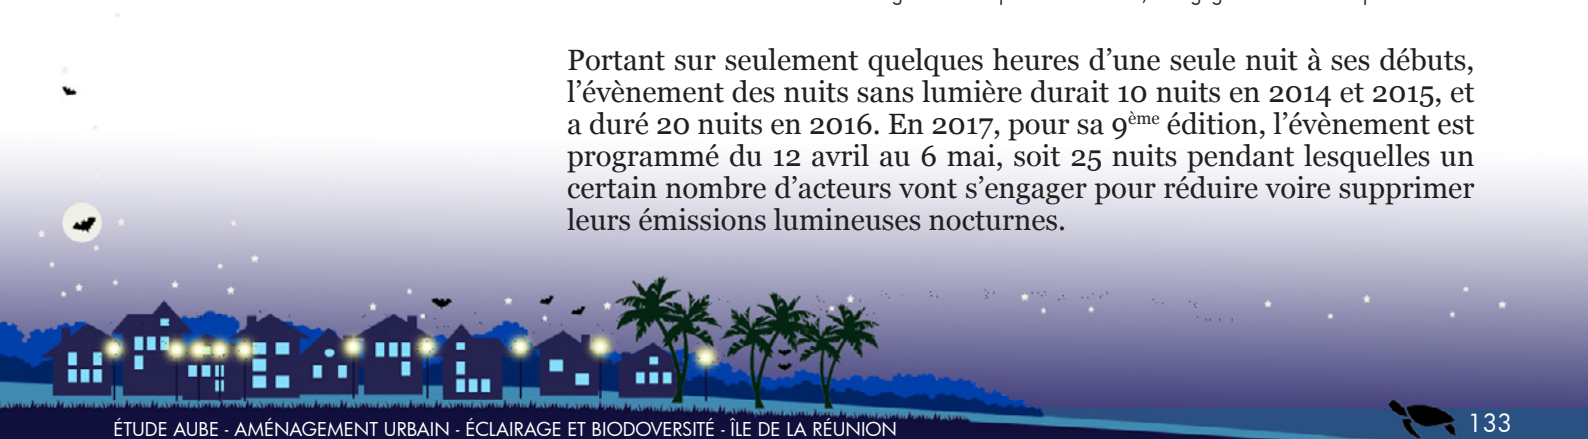 Portant sur seulement quelques heures d’une seule nuit à ses débuts,
l’évènement des nuits sans lumière durait 10 nuits en 2014 et 2015, et
a duré 20 nuits en 2016. En 2017, pour sa 9ème édition, l’évènement est
programmé du 12 avril au 6 mai, soit 25 nuits pendant lesquelles un
certain nombre d’acteurs vont s’engager pour réduire voire supprimer
leurs émissions lumineuses nocturnes.
ÉTUDE AUBE - AMÉNAGEMENT URBAIN - ÉCLAIRAGE ET BIODOVERSITÉ - ÎLE DE LA RÉUNION
133